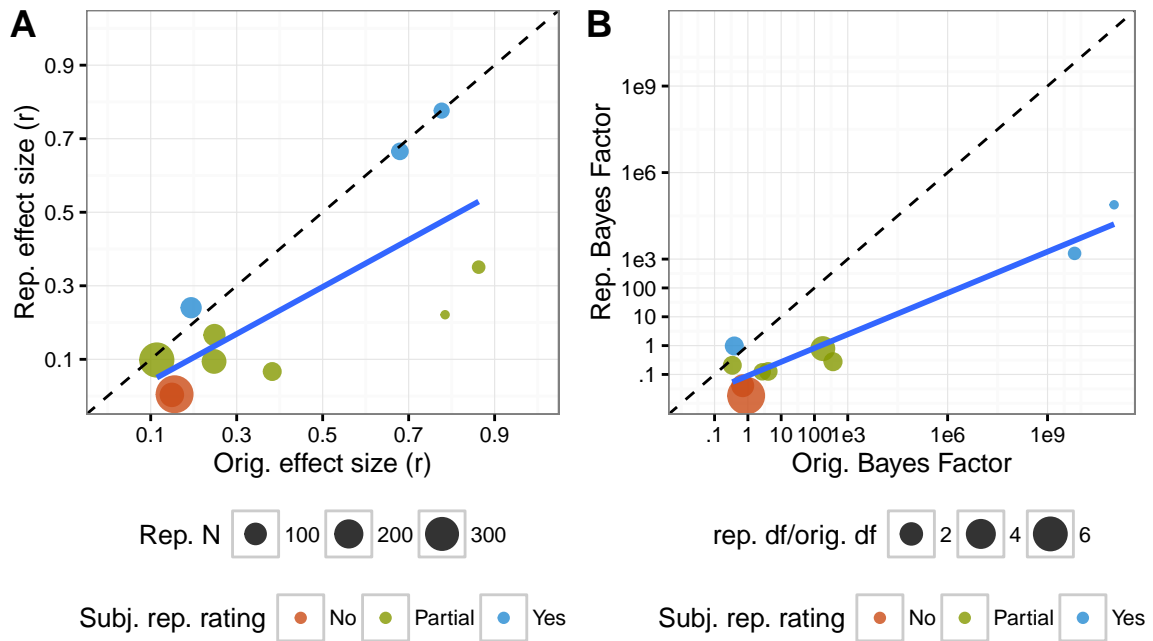 A
Rep. effect size (r)
0.9
0.7
0.5
0.3
0.1
0.1 0.3 0.5 0.7 0.9
Orig. effect size (r)
Rep. N 100 200 300
Subj. rep. rating No Partial Yes
B
Rep. Bayes Factor
1e9
1e6
1e3
100
10
1
.1
.1 1 10 100 1e3 1e6 1e9
Orig. Bayes Factor
rep. df/orig. df 2 4 6
Subj. rep. rating No Partial Yes